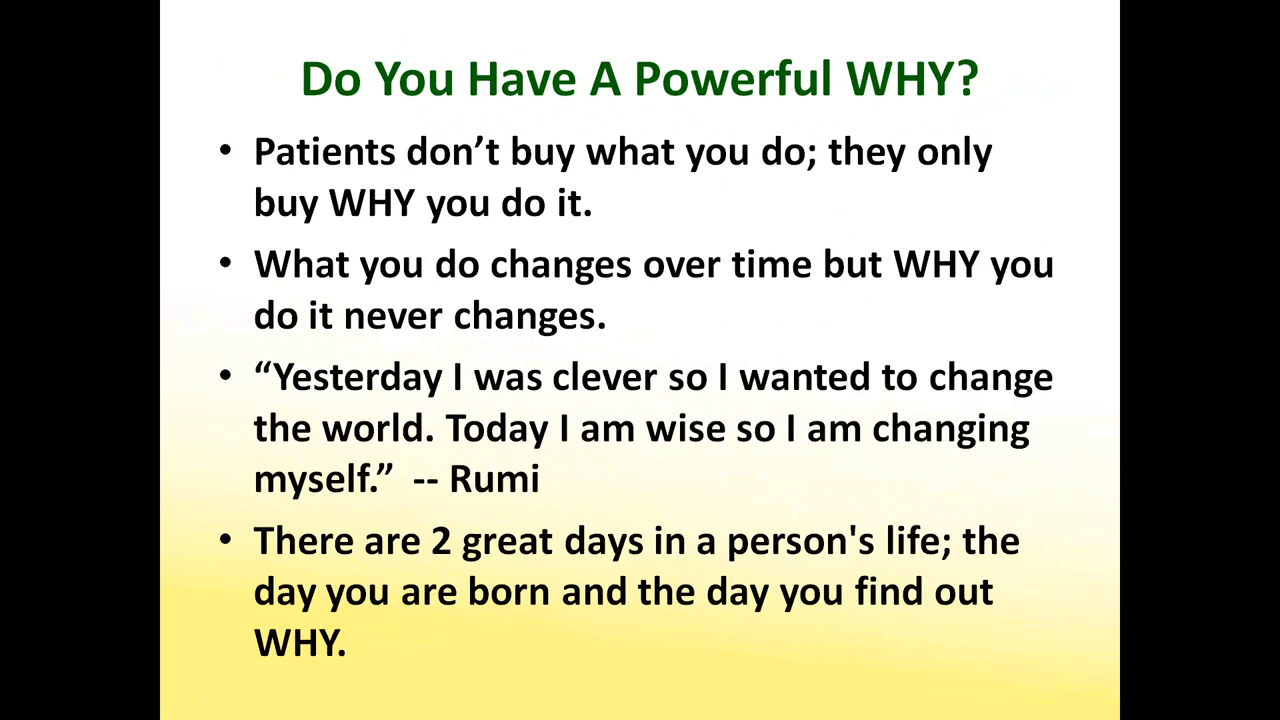 Do You Have A Powerful WHY?
• Patients don’t buy what you do; they only
buy WHY you do it.
• What you do changes over time but WHY you
do it never changes.
• “Yesterday I was clever so I wanted to change
the world. Today I am wise so I am changing
myself.”  -- Rumi
• There are 2 great days in a person's life; the
day you are born and the day you find out
WHY.